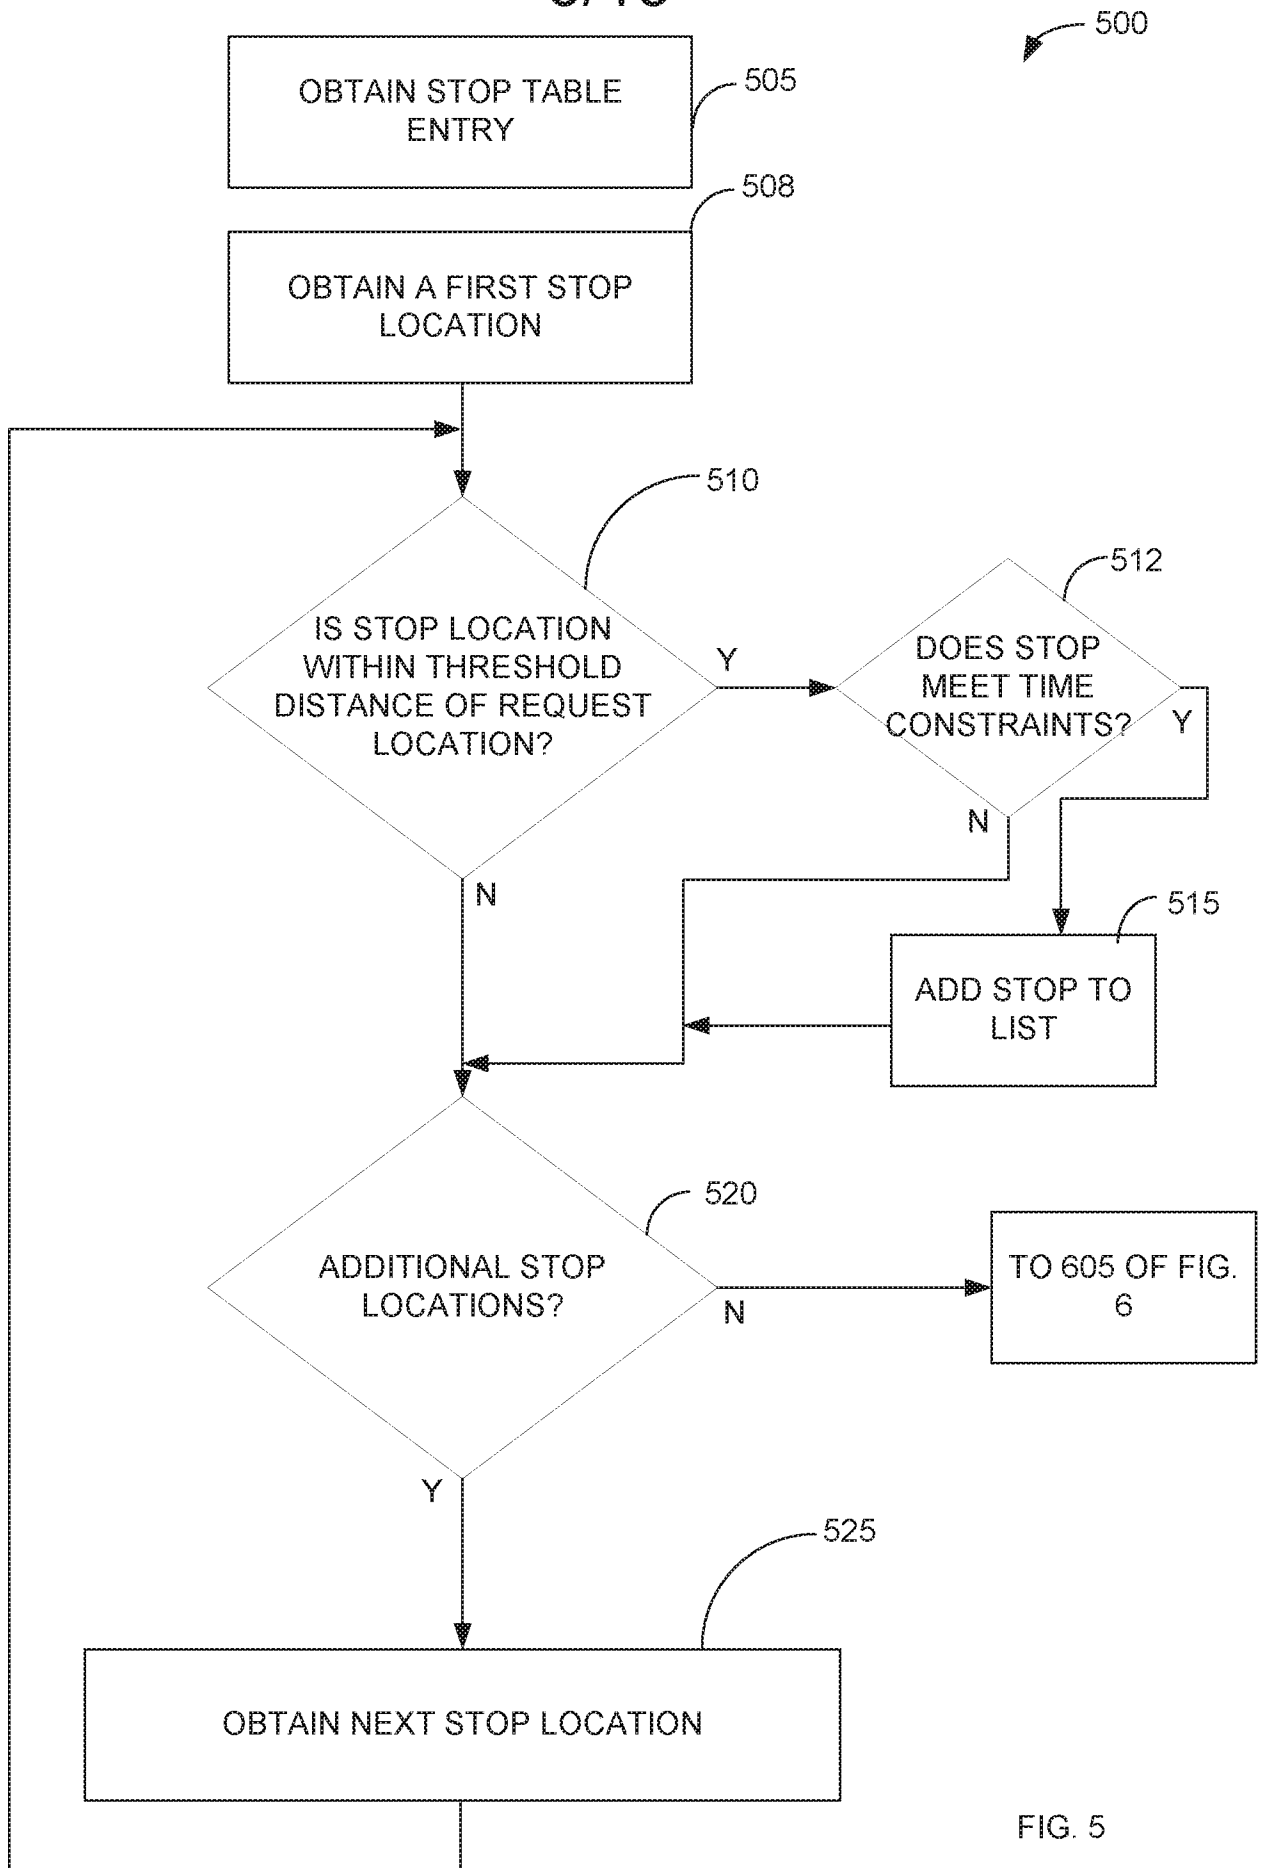 500
OBTAIN STOP TABLE
ENTRY
505
508
OBTAIN A FIRST STOP
LOCATION
510
IS STOP LOCATION
WITHIN THRESHOLD
DISTANCE OF REQUEST
LOCATION?
Y
512
DOES STOP
MEET TIME
CONSTRAINTS?
Y
N
N
515
ADD STOP TO
LIST
520
ADDITIONAL STOP
LOCATIONS?
N
TO 605 OF FIG.
6
Y
525
OBTAIN NEXT STOP LOCATION
FIG. 5